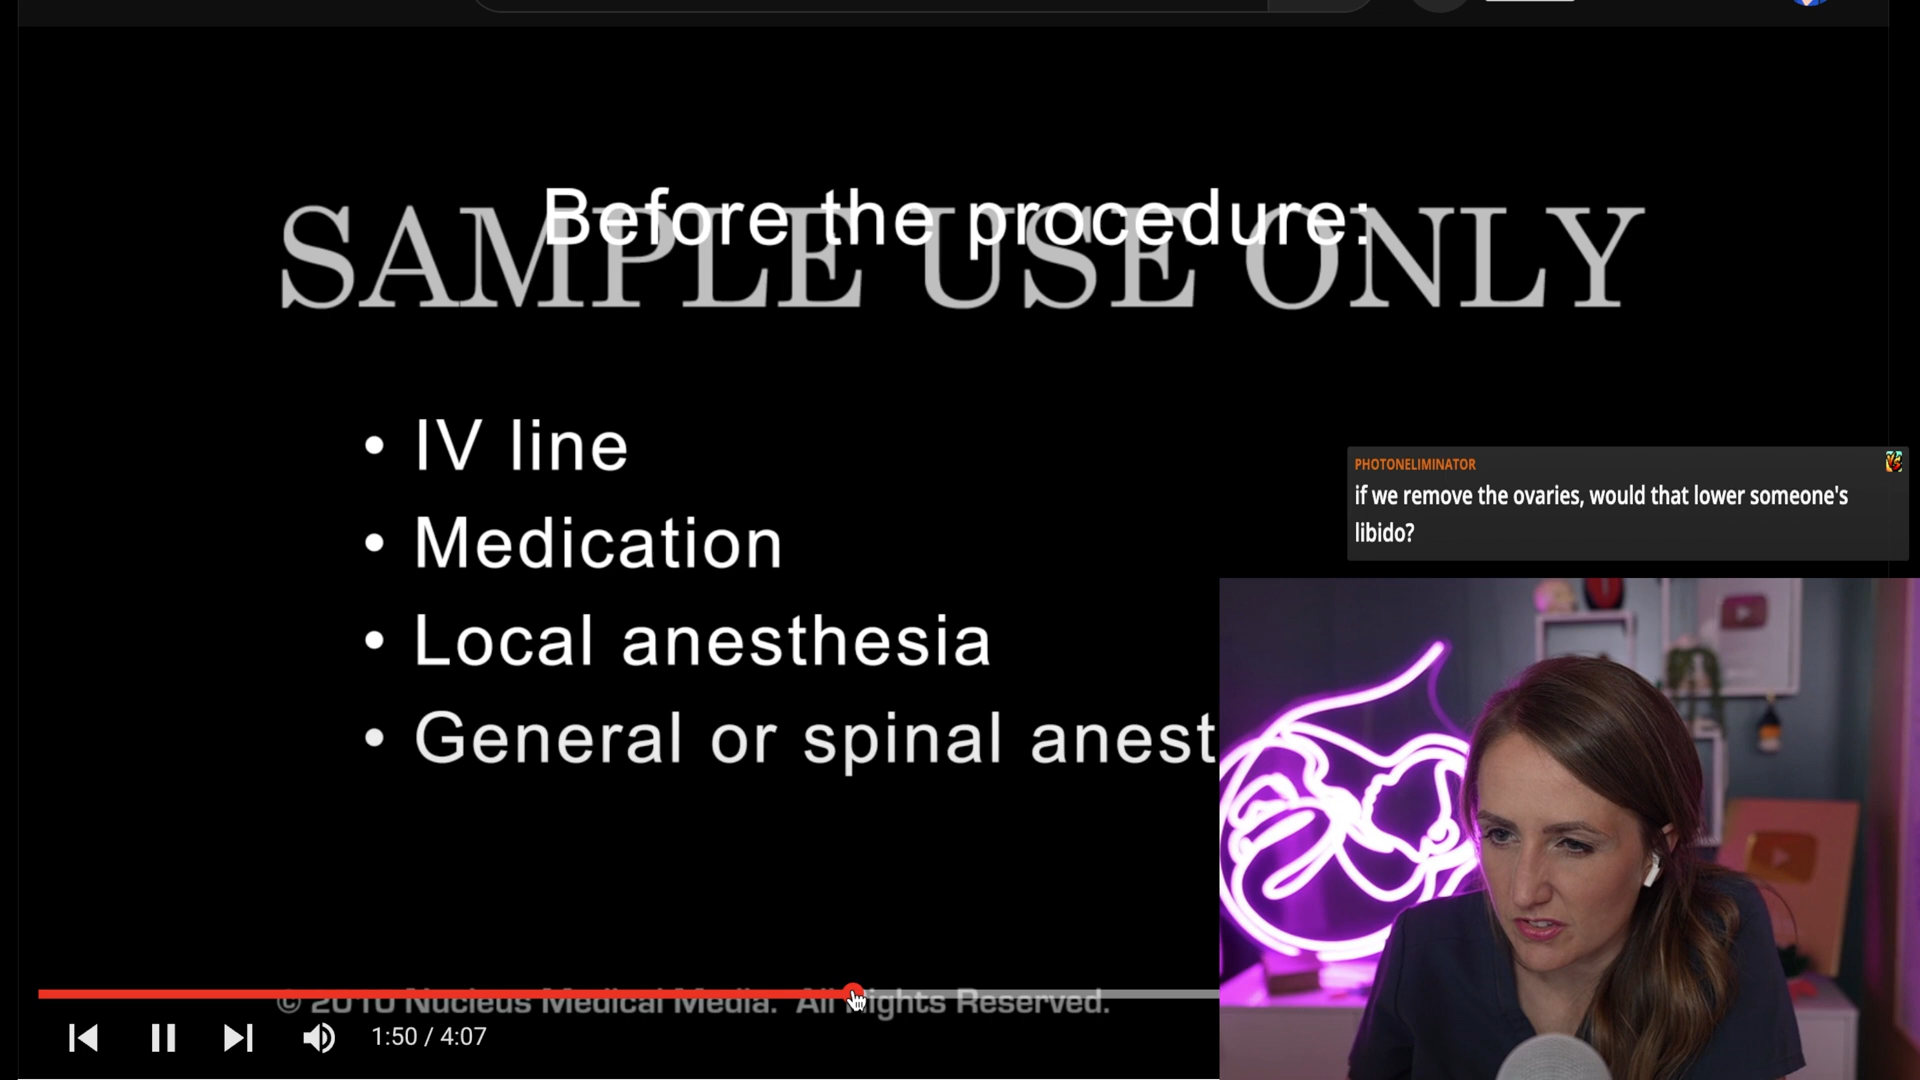 Before the procedure:
SAMPLE USE ONLY
• IV line
• Medication
• Local anesthesia
• General or spinal anest
PHOTONELIMINATOR
if we remove the ovaries, would that lower someone's
libido?
© 2010 Nucleus Medical Media. All Rights Reserved.
1:50 / 4:07